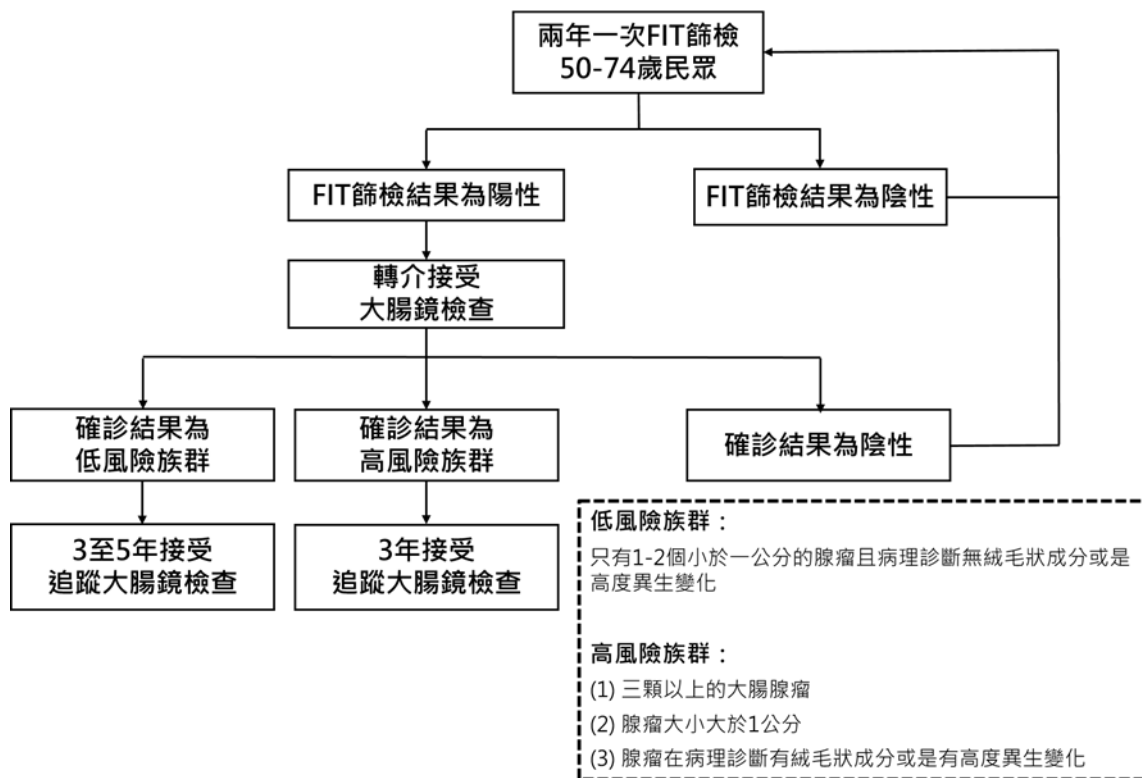 兩年一次FIT篩檢
50-74歲民眾
FIT篩檢結果為陽性
FIT篩檢結果為陰性
轉介接受
大腸鏡檢查
確診結果為
低風險族群
確診結果為
高風險族群
確診結果為陰性
3至5年接受
追蹤大腸鏡檢查
3年接受
追蹤大腸鏡檢查
低風險族群：
只有1-2個小於一公分的腺瘤且病理診斷無絨毛狀成分或是
高度異生變化
高風險族群：
(1) 三顆以上的大腸腺瘤
(2) 腺瘤大小大於1公分
(3) 腺瘤在病理診斷有絨毛狀成分或是有高度異生變化